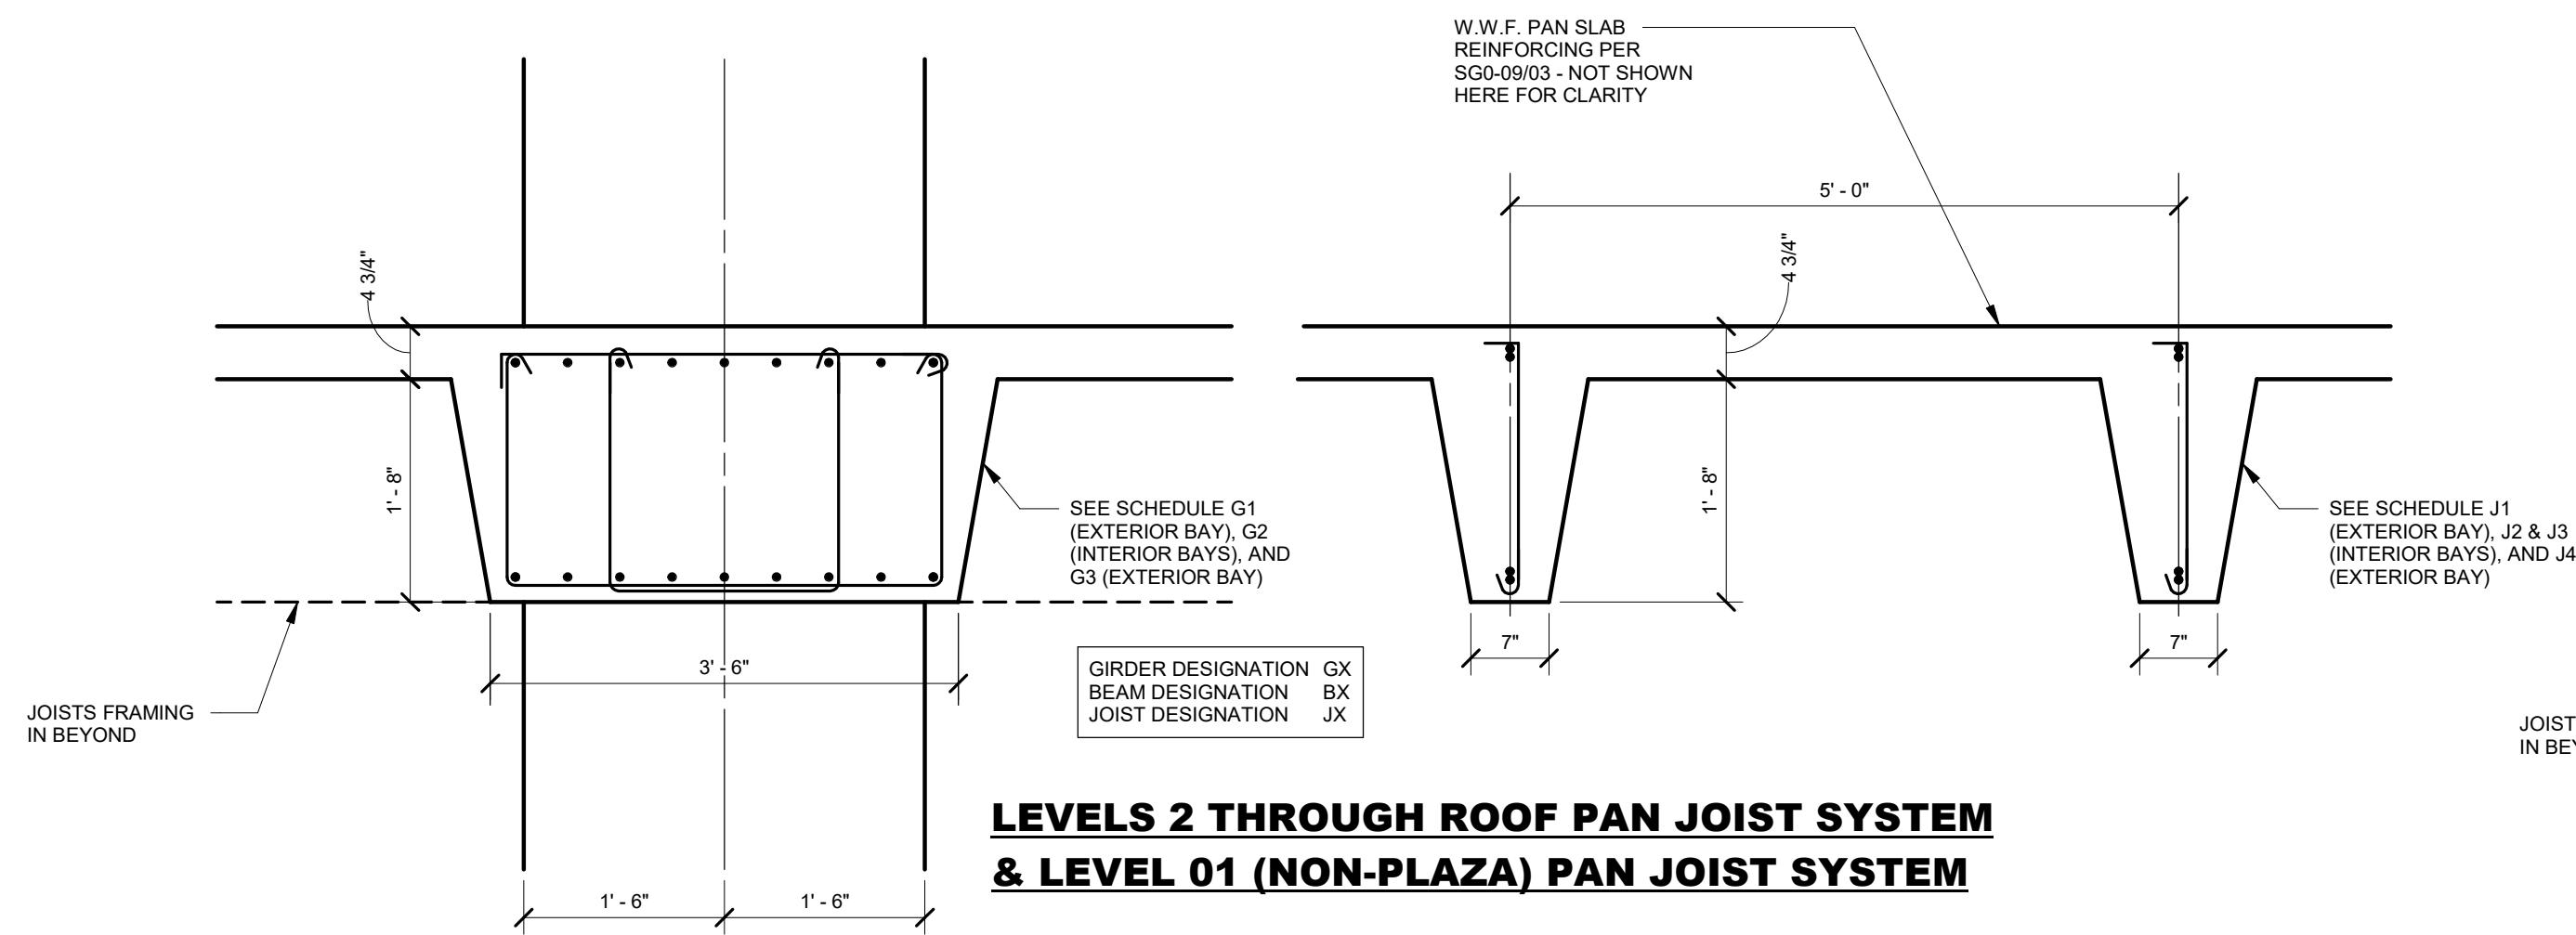 W.W.F. PAN SLAB
REINFORCING PER
SG0-09/03 - NOT SHOWN
HERE FOR CLARITY
5' - 0"
4 3/4"
4 3/4"
1' - 8"
1' - 8"
SEE SCHEDULE G1
(EXTERIOR BAY), G2
(INTERIOR BAYS), AND
G3 (EXTERIOR BAY)
SEE SCHEDULE J1
(EXTERIOR BAY), J2 & J3
(INTERIOR BAYS), AND J4
(EXTERIOR BAY)
3' - 6"
7"
7"
GIRDER DESIGNATION GX
BEAM DESIGNATION BX
JOIST DESIGNATION JX
JOISTS FRAMING
IN BEYOND
JOIST
IN BE
LEVELS 2 THROUGH ROOF PAN JOIST SYSTEM
& LEVEL 01 (NON-PLAZA) PAN JOIST SYSTEM
1' - 6"
1' - 6"